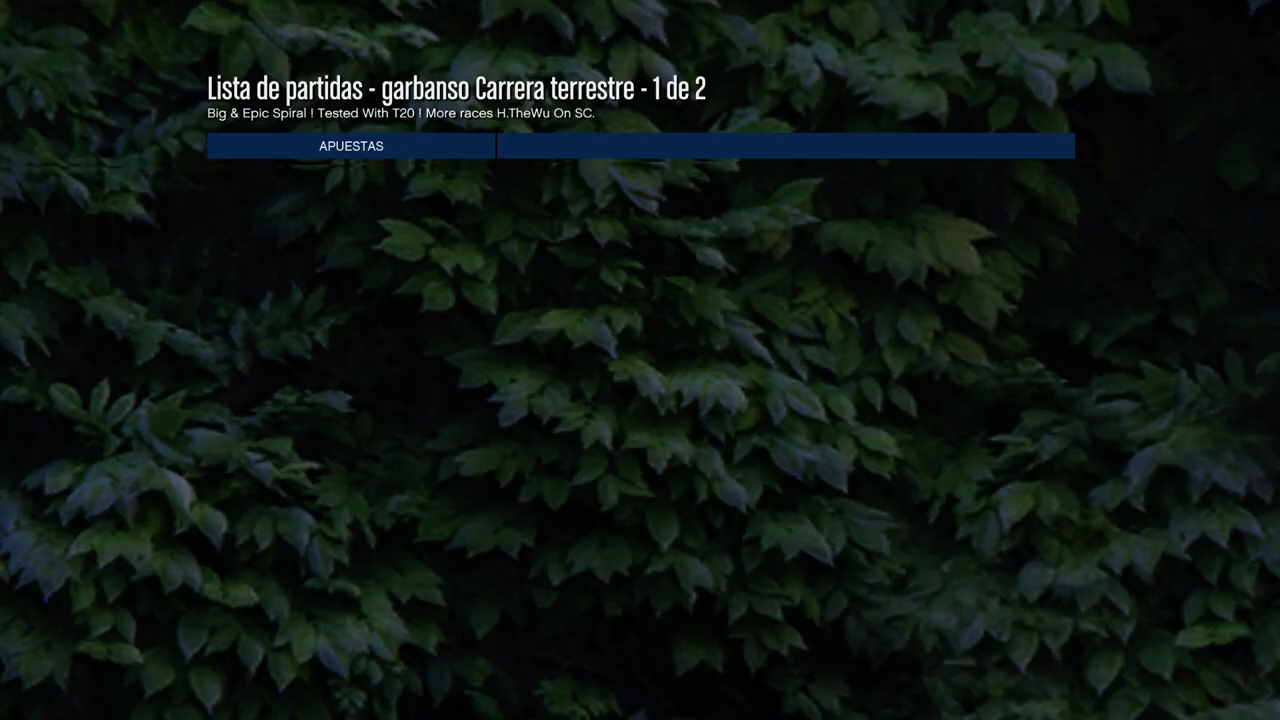 Lista de partidas - garbanso Carrera terrestre - 1 de 2
Big & Epic Spiral ! Tested With T20 ! More races H.TheWu On SC.
APUESTAS